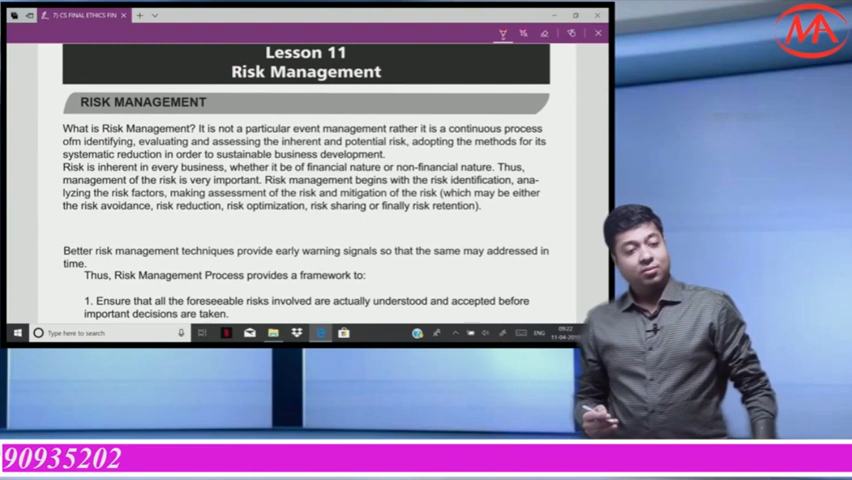 7) CS FINAL ETHICS FIN
Lesson 11
Risk Management
RISK MANAGEMENT
What is Risk Management? It is not a particular event management rather it is a continuous process
ofm identifying, evaluating and assessing the inherent and potential risk, adopting the methods for its
systematic reduction in order to sustainable business development.
Risk is inherent in every business, whether it be of financial nature or non-financial nature. Thus,
management of the risk is very important. Risk management begins with the risk identification, ana-
lyzing the risk factors, making assessment of the risk and mitigation of the risk (which may be either
the risk avoidance, risk reduction, risk optimization, risk sharing or finally risk retention).
Better risk management techniques provide early warning signals so that the same may addressed in
time.
Thus, Risk Management Process provides a framework to:
1. Ensure that all the foreseeable risks involved are actually understood and accepted before
important decisions are taken.
Type here to search
ENG
09:22
MA
90935202